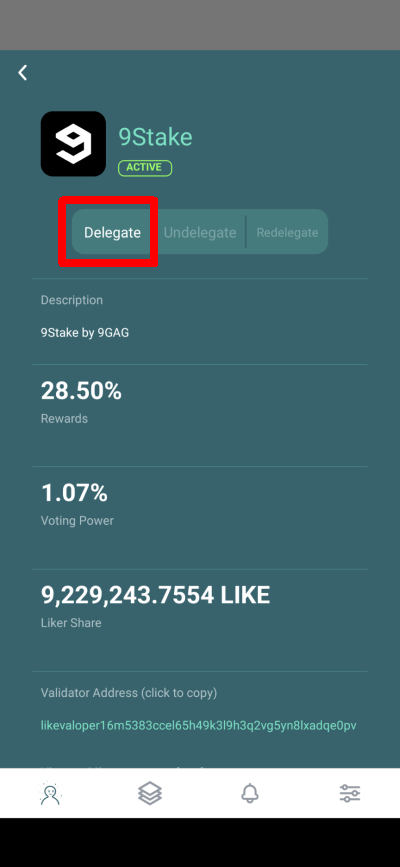 9Stake
ACTIVE
Delegate
Undelegate
Redelegate
Description
9Stake by 9GAG
28.50%
Rewards
1.07%
Voting Power
9,229,243.7554 LIKE
Liker Share
Validator Address (click to copy)
likevaloper16m5383ccel65h49k3l9h3q2vg5yn8lxadqe0pv